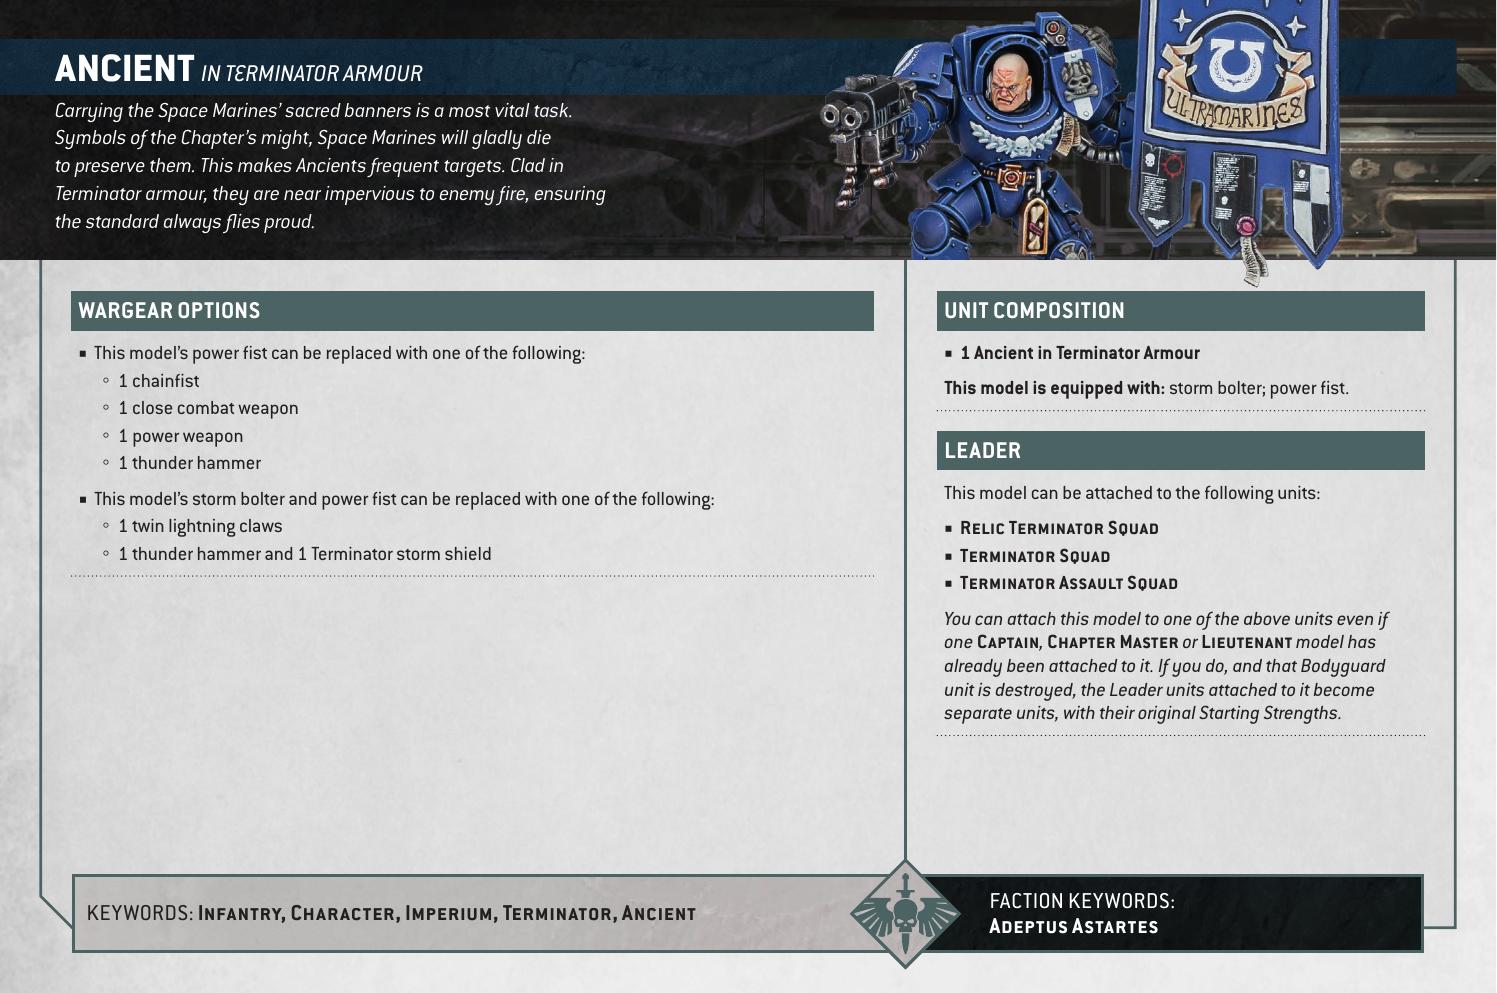 ANCIENT IN TERMINATOR ARMOUR
Carrying the Space Marines’ sacred banners is a most vital task.
Symbols of the Chapter’s might, Space Marines will gladly die
to preserve them. This makes Ancients frequent targets. Clad in
Terminator armour, they are near impervious to enemy fire, ensuring
the standard always flies proud.
ULTRAMARINES
WARGEAR OPTIONS
■ This model’s power fist can be replaced with one of the following:
◦ 1 chainfist
◦ 1 close combat weapon
◦ 1 power weapon
◦ 1 thunder hammer
■ This model’s storm bolter and power fist can be replaced with one of the following:
◦ 1 twin lightning claws
◦ 1 thunder hammer and 1 Terminator storm shield
UNIT COMPOSITION
■ 1 Ancient in Terminator Armour
This model is equipped with: storm bolter; power fist.
LEADER
This model can be attached to the following units:
■ Relic Terminator Squad
■ Terminator Squad
■ Terminator Assault Squad
You can attach this model to one of the above units even if
one Captain, Chapter Master or Lieutenant model has
already been attached to it. If you do, and that Bodyguard
unit is destroyed, the Leader units attached to it become
separate units, with their original Starting Strengths.
KEYWORDS: Infantry, Character, Imperium, Terminator, Ancient
FACTION KEYWORDS:
Adeptus Astartes